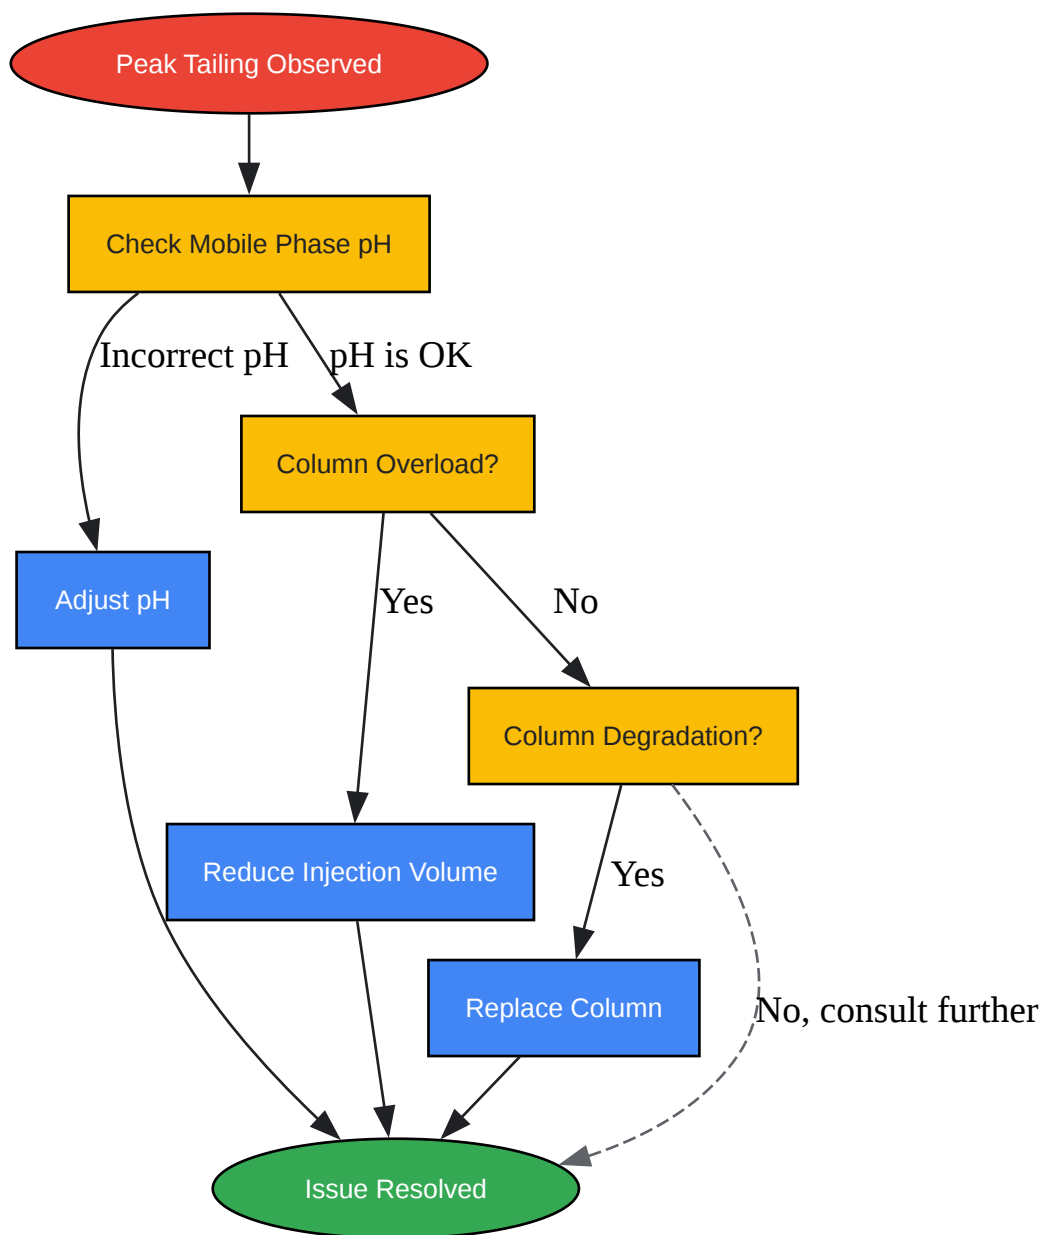 Peak Tailing Observed
Check Mobile Phase pH
Incorrect pH
pH is OK
Column Overload?
Adjust pH
Yes
No
Column Degradation?
Reduce Injection Volume
Yes
Replace Column
No, consult further
Issue Resolved